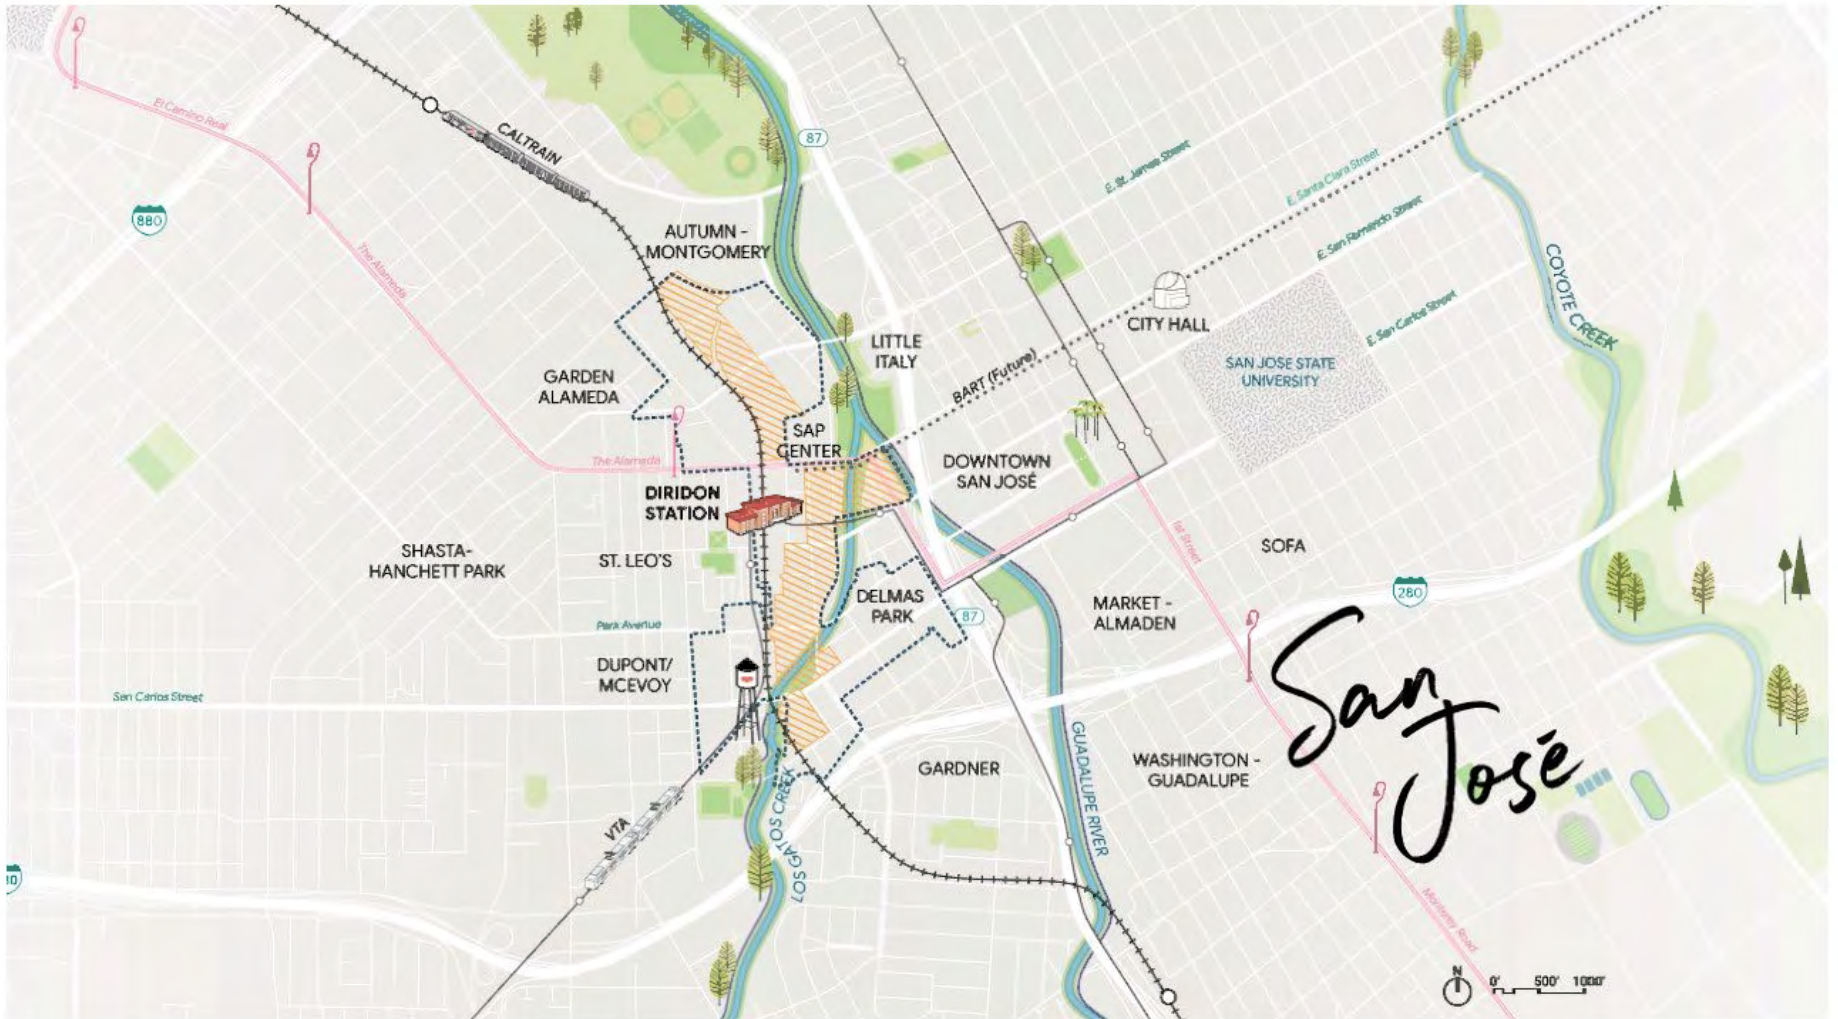 87
El Camino Real
CALTRAIN
880
E. St. James Street
E. Santa Clara Street
E. San Fernando Street
AUTUMN -
MONTGOMERY
The Alameda
COYOTE CREEK
CITY HALL
LITTLE
ITALY
E. San Carlos Street
BART (Future)
SAN JOSE STATE
UNIVERSITY
GARDEN
ALAMEDA
SAP
CENTER
The Alameda
DOWNTOWN
SAN JOSÉ
DIRIDON
STATION
1st Street
SOFA
SHASTA-
HANCHETT PARK
ST. LEO'S
280
DELMAS
PARK
87
MARKET -
ALMADEN
Park Avenue
DUPONT/
MCEVOY
San Carlos Street
San
José
GARDNER
GUADALUPE RIVER
WASHINGTON -
GUADALUPE
VTA
LOS GATOS CREEK
Monterey Road
N
0' 500' 1000'